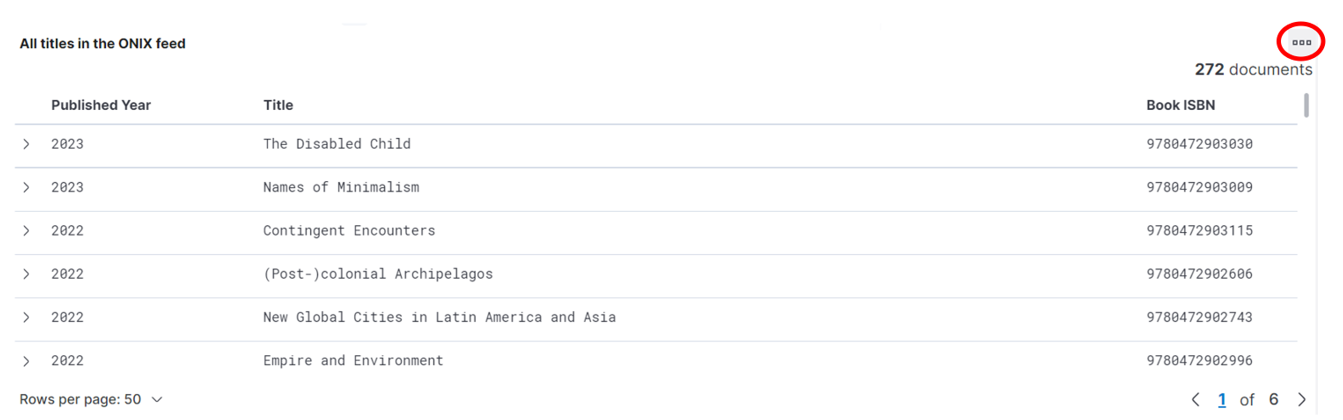 All titles in the ONIX feed
272 documents
Published Year Title Book ISBN
2023 The Disabled Child 9780472903030
2023 Names of Minimalism 9780472903009
2022 Contingent Encounters 9780472903115
2022 (Post-)colonial Archipelagos 9780472902606
2022 New Global Cities in Latin America and Asia 9780472902743
2022 Empire and Environment 9780472902996
Rows per page: 50 1 of 6